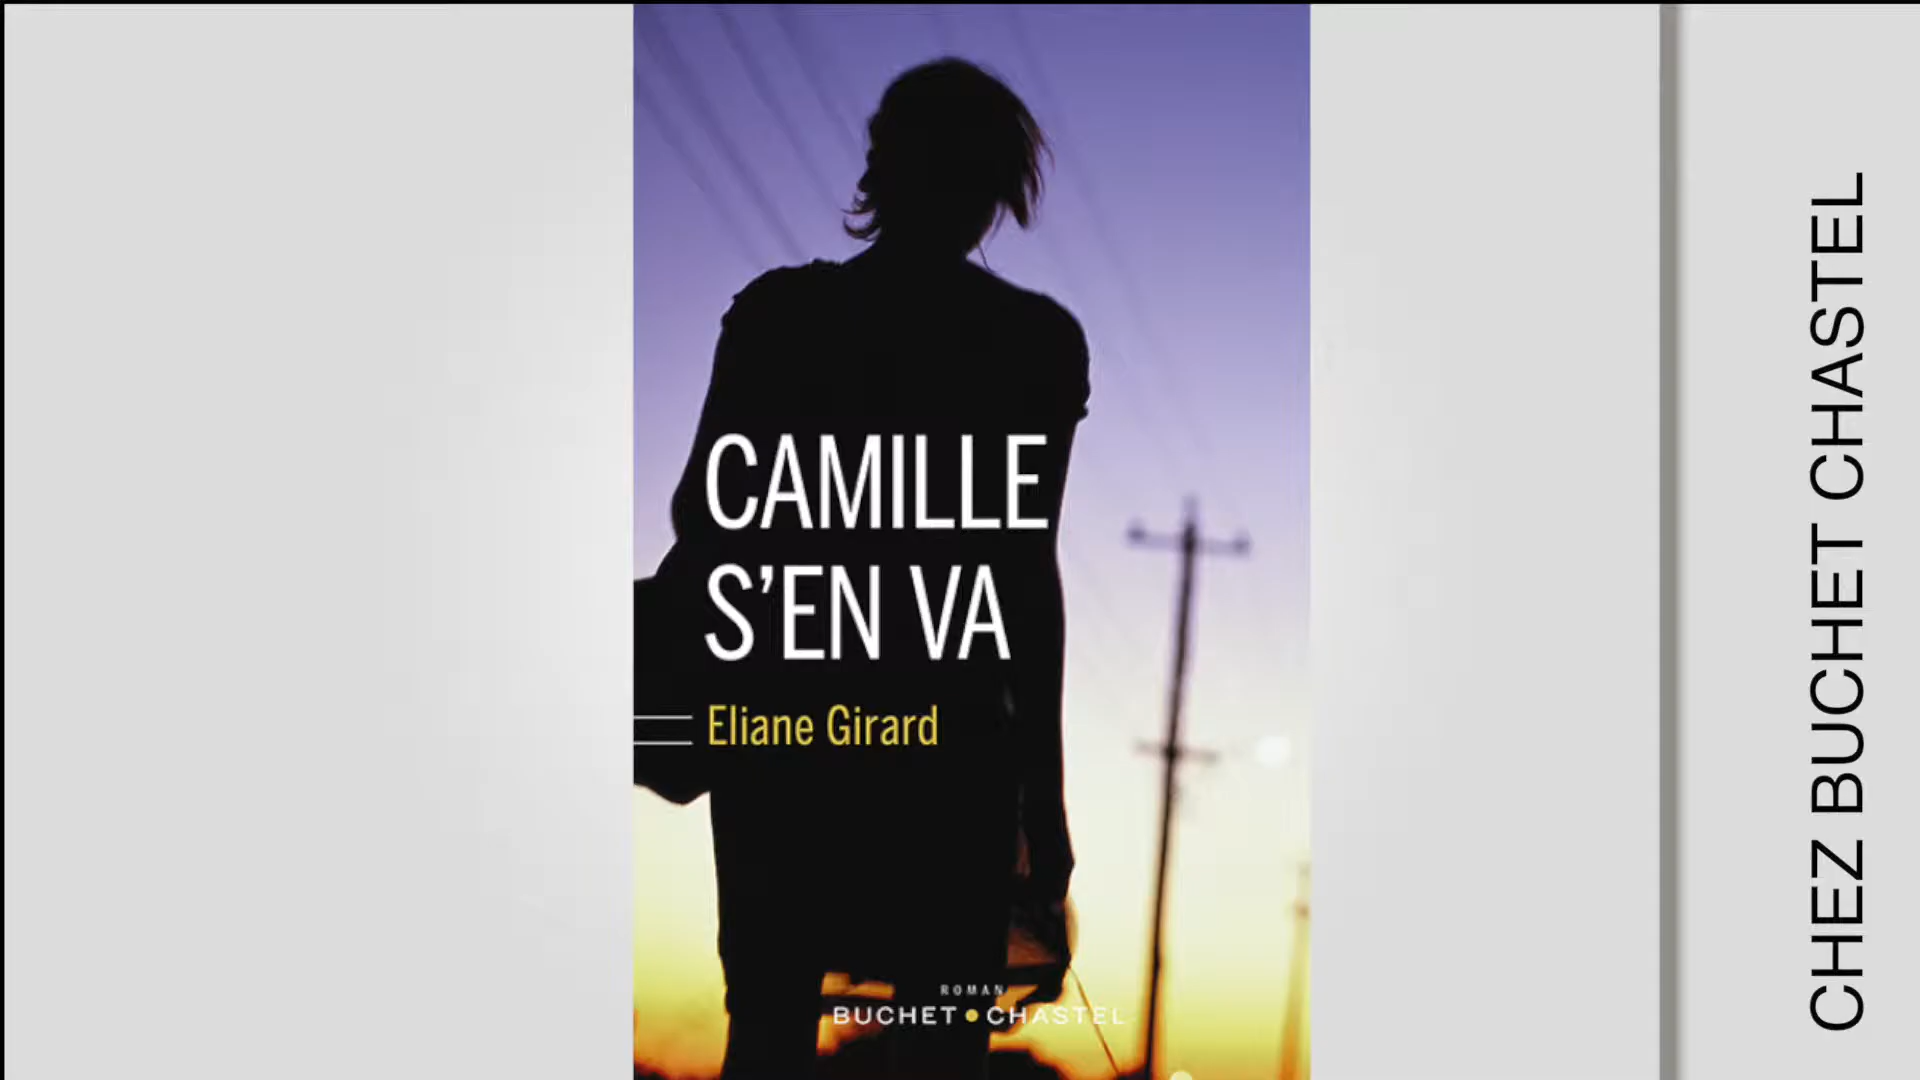 CAMILLE
S’EN VA
Eliane Girard
ROMAN
BUCHET • CHASTEL
CHEZ BUCHET CHASTEL